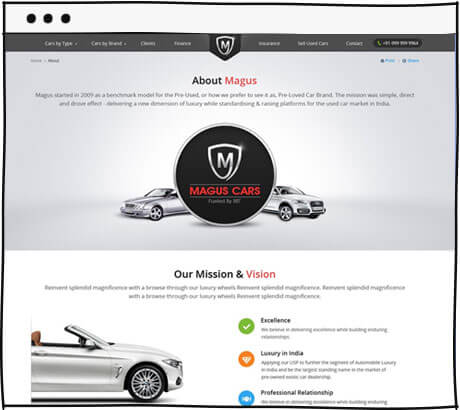 Cars by Type Cars by Brand Clients Finance M Insurance Sell Used Cars Contact +91 999 999 9964
Home > About Print Share
About Magus
Magus started in 2009 as a benchmark model for the Pre-Used, or how we prefer to see it as, Pre-Loved Car Brand. The mission was simple, direct
and drove effect - delivering a new dimension of luxury while standardising & raising platforms for the used car market in India.
M
MAGUS CARS
Fuelled By 3BT
Our Mission & Vision
Reinvent splendid magnificence with a browse through our luxury wheels Reinvent splendid magnificence. Reinvent splendid magnificence
with a browse through our luxury wheels Reinvent splendid magnificence.
Excellence
We believe in delivering excellence while building enduring
relationships.
Luxury in India
Applying our USP to further the segment of Automobile Luxury
in India and be the largest standing name in the market of
pre-owned exotic car dealership.
Professional Relationship
We believe in delivering excellence while building enduring